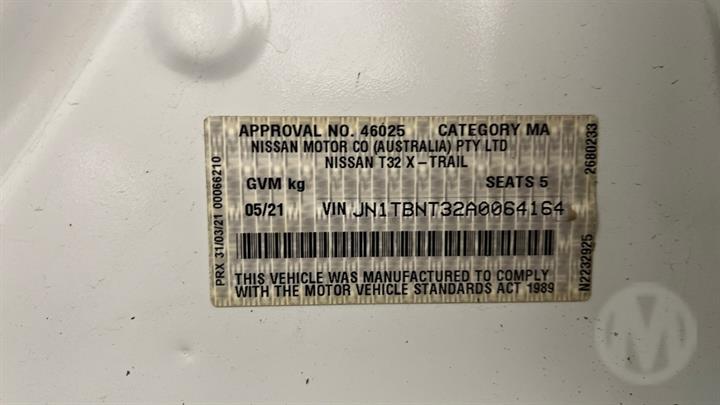 APPROVAL NO. 46025 CATEGORY MA
NISSAN MOTOR CO (AUSTRALIA) PTY LTD
NISSAN T32 X-TRAIL
GVM kg SEATS 5
05/21 VIN JN1TBNT32A0064164
THIS VEHICLE WAS MANUFACTURED TO COMPLY
WITH THE MOTOR VEHICLE STANDARDS ACT 1989
PRX 31/03/21 00066210
N2232925 2680233
M